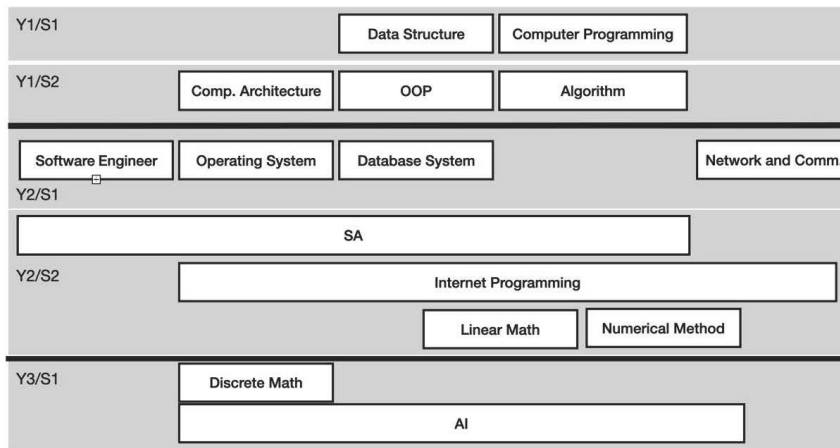 Y1/S1
Data Structure
Computer Programming
Y1/S2
Comp. Architecture
OOP
Algorithm
Software Engineer
Operating System
Database System
Network and Comm.
Y2/S1
SA
Y2/S2
Internet Programming
Linear Math
Numerical Method
Y3/S1
Discrete Math
AI